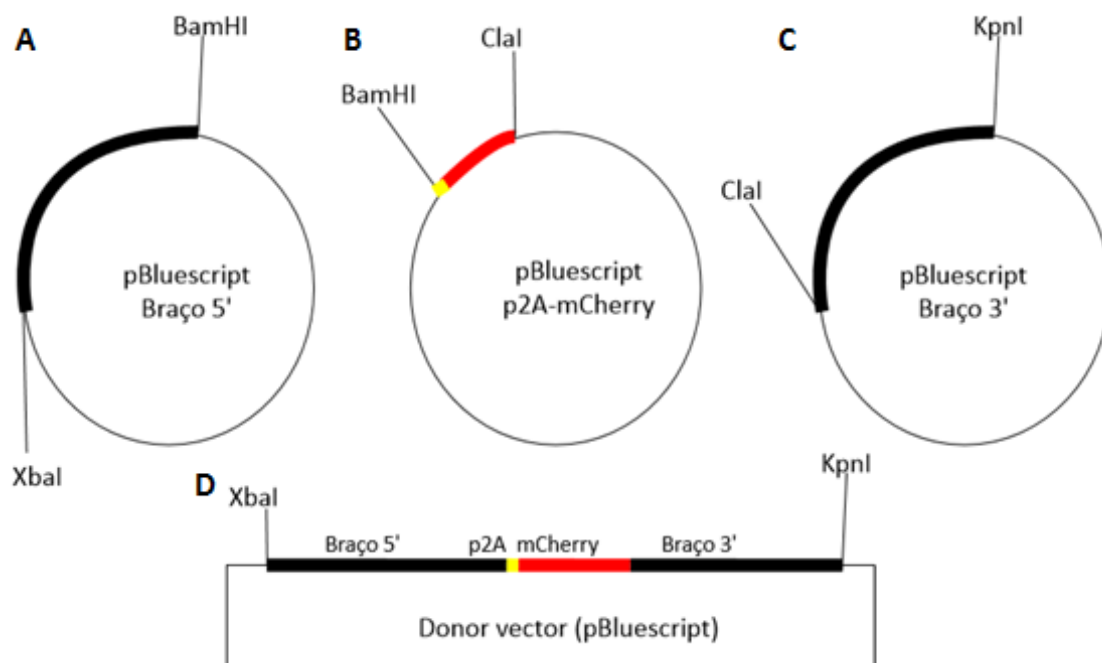 A
BamHI
B
ClaI
C
KpnI
BamHI
ClaI
pBluescript
Braço 5'
pBluescript
p2A-mCherry
pBluescript
Braço 3'
XbaI
D
XbaI
KpnI
Braço 5'
p2A mCherry
Braço 3'
Donor vector (pBluescript)